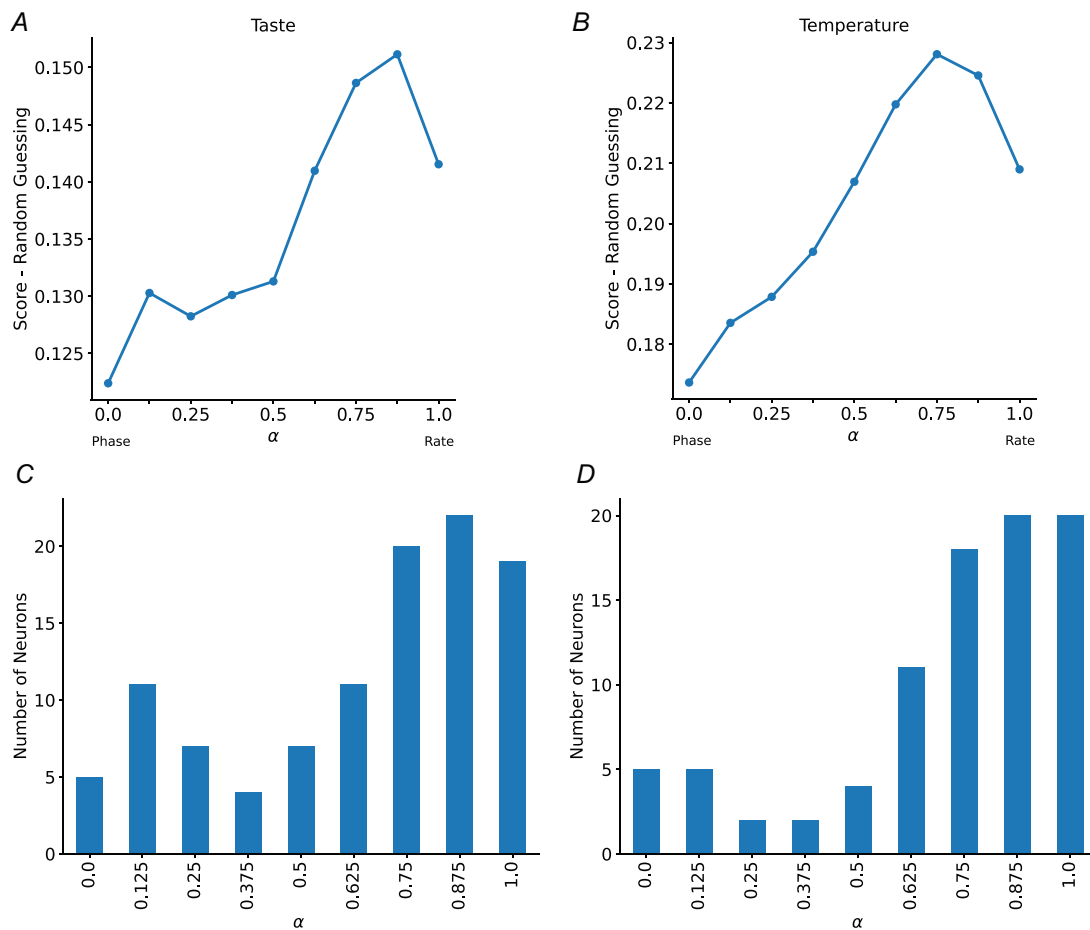 A
Taste
0.150
0.145
0.140
0.135
0.130
0.125
Score - Random Guessing
0.0 0.25 0.5 0.75 1.0
Phase α Rate
B
Temperature
0.23
0.22
0.21
0.20
0.19
0.18
Score - Random Guessing
0.0 0.25 0.5 0.75 1.0
Phase α Rate
C
20
15
10
5
0
Number of Neurons
0.0 0.125 0.25 0.375 0.5 0.625 0.75 0.875 1.0
α
D
20
15
10
5
0
Number of Neurons
0.0 0.125 0.25 0.375 0.5 0.625 0.75 0.875 1.0
α